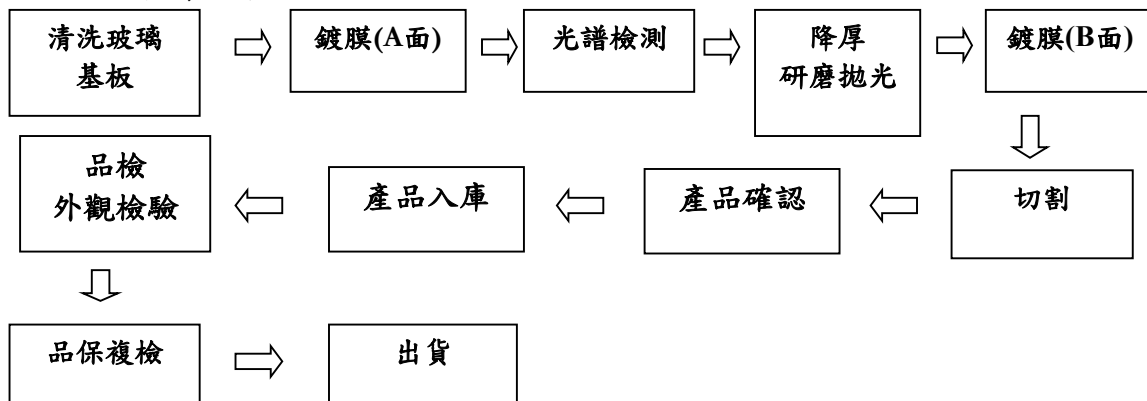 清洗玻璃
基板
鍍膜(A面)
光譜檢測
降厚
研磨拋光
鍍膜(B面)
切割
產品確認
產品入庫
品檢
外觀檢驗
品保複檢
出貨